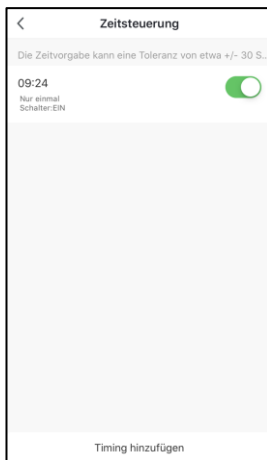 Zeitsteuerung
Die Zeitvorgabe kann eine Toleranz von etwa +/- 30 S...
09:24
Nur einmal
Schalter:EIN
Timing hinzufügen